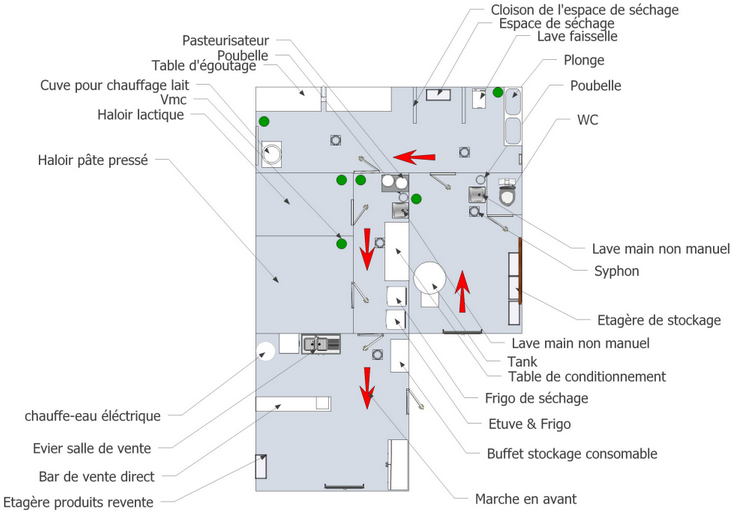 Cloison de l'espace de séchage
Espace de séchage
Lave faisselle
Pasteurisateur
Poubelle
Table d'égoutage
Plonge
Cuve pour chauffage lait
Poubelle
Vmc
Haloir lactique
WC
Haloir pâte pressé
Lave main non manuel
Syphon
Etagère de stockage
Lave main non manuel
Tank
Table de conditionnement
Frigo de séchage
chauffe-eau éléctrique
Etuve & Frigo
Evier salle de vente
Buffet stockage consomable
Bar de vente direct
Marche en avant
Etagère produits revente